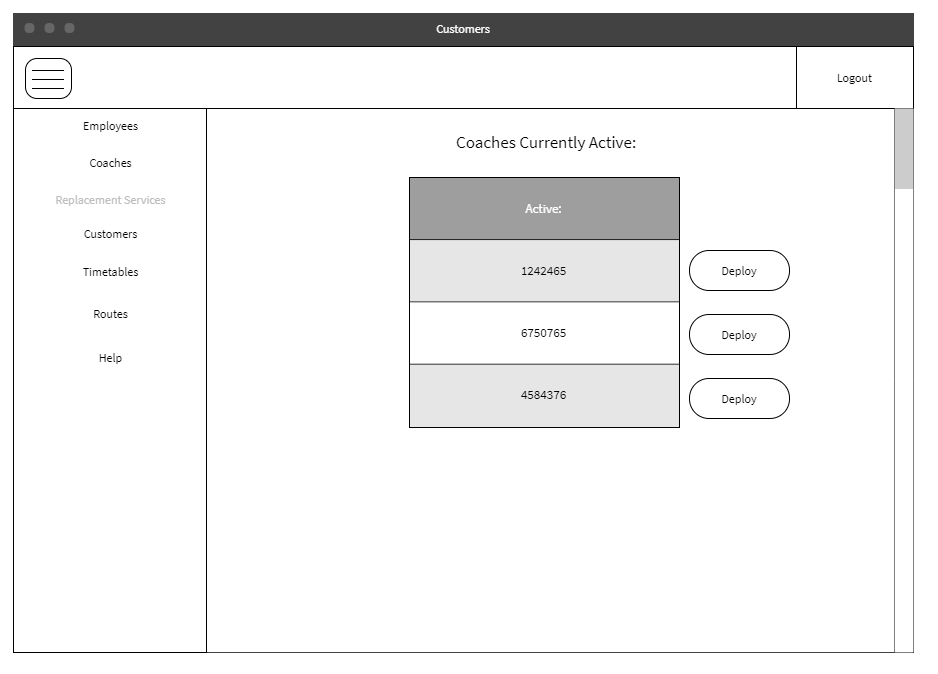 Customers
Logout
Employees
Coaches
Replacement Services
Customers
Timetables
Routes
Help
Coaches Currently Active:
Active:
1242465
Deploy
6750765
Deploy
4584376
Deploy